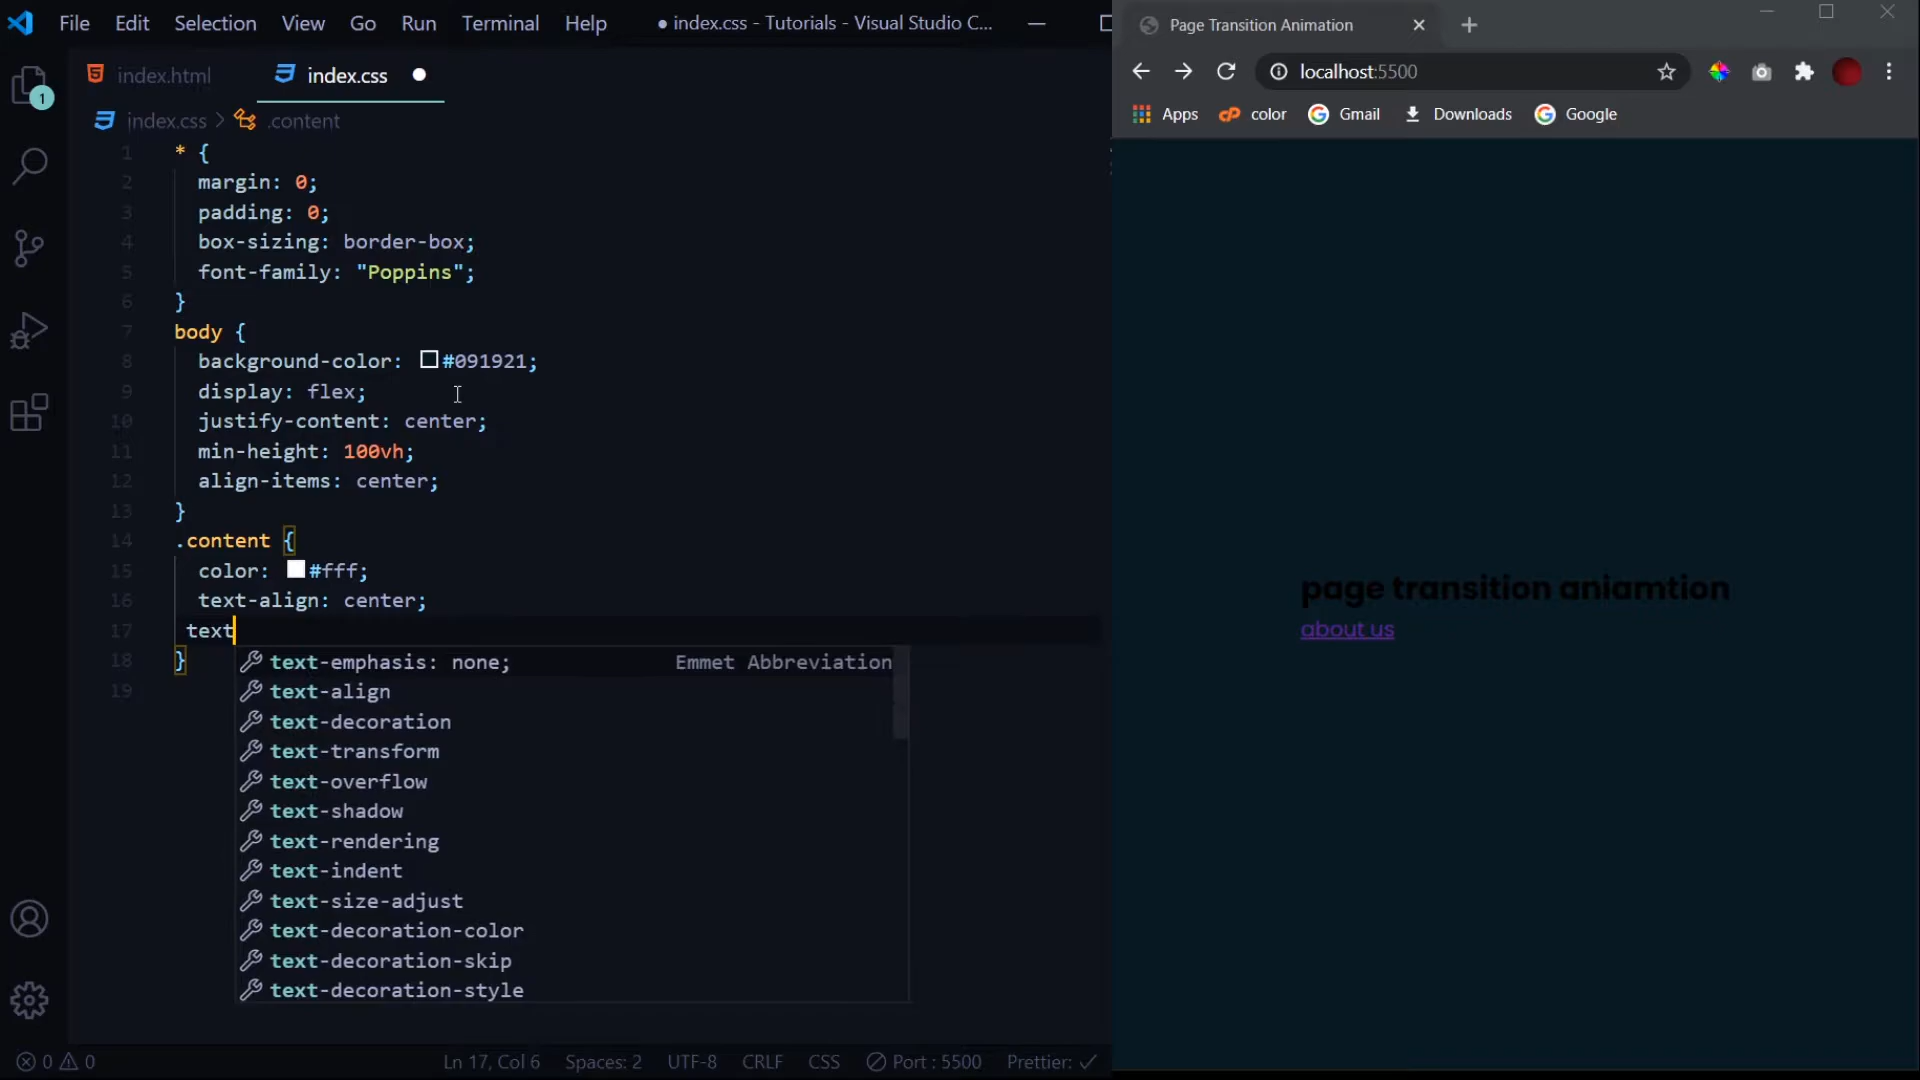 File Edit Selection View Go Run Terminal Help ● index.css - Tutorials - Visual Studio C...
index.html index.css
index.css > .content
1 * {
2 margin: 0;
3 padding: 0;
4 box-sizing: border-box;
5 font-family: "Poppins";
6 }
7 body {
8 background-color: #091921;
9 display: flex;
10 justify-content: center;
11 min-height: 100vh;
12 align-items: center;
13 }
14 .content {
15 color: #fff;
16 text-align: center;
17 text
18 }
19
text-emphasis: none; Emmet Abbreviation
text-align
text-decoration
text-transform
text-overflow
text-shadow
text-rendering
text-indent
text-size-adjust
text-decoration-color
text-decoration-skip
text-decoration-style
1
0 0 Ln 17, Col 6 Spaces: 2 UTF-8 CRLF CSS Port : 5500 Prettier: ✓
Page Transition Animation
localhost:5500
Apps cp color Gmail Downloads Google
page transition aniamtion
about us